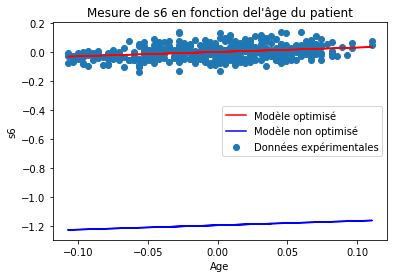 Mesure de s6 en fonction del'âge du patient
0.2
0.0
−0.2
−0.4
−0.6
−0.8
−1.0
−1.2
s6
Modèle optimisé
Modèle non optimisé
Données expérimentales
−0.10
−0.05
0.00
0.05
0.10
Age